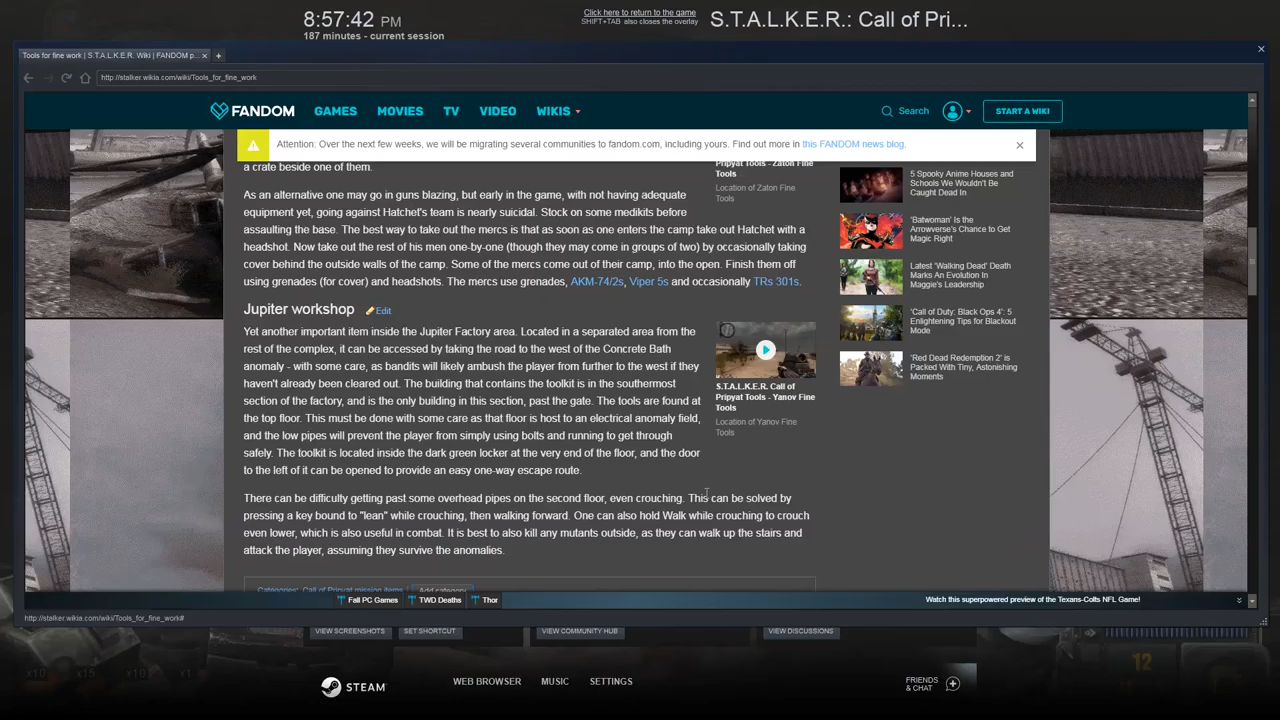 8:57:42 PM
187 minutes - current session
Click here to return to the game
SHIFT+TAB also closes the overlay
S.T.A.L.K.E.R.: Call of Pri...
Tools for fine work | S.T.A.L.K.E.R. Wiki | FANDOM p...
http://stalker.wikia.com/wiki/Tools_for_fine_work
FANDOM
GAMES
MOVIES
TV
VIDEO
WIKIS
Search
START A WIKI
Attention: Over the next few weeks, we will be migrating several communities to fandom.com, including yours. Find out more in this FANDOM news blog.
a crate beside one of them.
As an alternative one may go in guns blazing, but early in the game, with not having adequate
equipment yet, going against Hatchet's team is nearly suicidal. Stock on some medikits before
assaulting the base. The best way to take out the mercs is that as soon as one enters the camp take out Hatchet with a
headshot. Now take out the rest of his men one-by-one (though they may come in groups of two) by occasionally taking
cover behind the outside walls of the camp. Some of the mercs come out of their camp, into the open. Finish them off
using grenades (for cover) and headshots. The mercs use grenades, AKM-74/2s, Viper 5s and occasionally TRs 301s.
Pripyat Tools - Zaton Fine
Tools
Location of Zaton Fine
Tools
Jupiter workshop
Edit
Yet another important item inside the Jupiter Factory area. Located in a separated area from the
rest of the complex, it can be accessed by taking the road to the west of the Concrete Bath
anomaly - with some care, as bandits will likely ambush the player from further to the west if they
haven't already been cleared out. The building that contains the toolkit is in the southermost
section of the factory, and is the only building in this section, past the gate. The tools are found at
the top floor. This must be done with some care as that floor is host to an electrical anomaly field,
and the low pipes will prevent the player from simply using bolts and running to get through
safely. The toolkit is located inside the dark green locker at the very end of the floor, and the door
to the left of it can be opened to provide an easy one-way escape route.
S.T.A.L.K.E.R. Call of
Pripyat Tools - Yanov Fine
Tools
Location of Yanov Fine
Tools
There can be difficulty getting past some overhead pipes on the second floor, even crouching. This can be solved by
pressing a key bound to "lean" while crouching, then walking forward. One can also hold Walk while crouching to crouch
even lower, which is also useful in combat. It is best to also kill any mutants outside, as they can walk up the stairs and
attack the player, assuming they survive the anomalies.
Categories: Call of Pripyat mission items
Add category
5 Spooky Anime Houses and
Schools We Wouldn't Be
Caught Dead In
'Batwoman' Is the
Arrowverse's Chance to Get
Magic Right
Latest 'Walking Dead' Death
Marks An Evolution In
Maggie's Leadership
'Call of Duty: Black Ops 4': 5
Enlightening Tips for Blackout
Mode
'Red Dead Redemption 2' is
Packed With Tiny, Astonishing
Moments
Fall PC Games
TWD Deaths
Thor
Watch this superpowered preview of the Texans-Colts NFL Game!
http://stalker.wikia.com/wiki/Tools_for_fine_work#
VIEW SCREENSHOTS
SET SHORTCUT
VIEW COMMUNITY HUB
VIEW DISCUSSIONS
x10
x15
x10
x1
12
STEAM
WEB BROWSER
MUSIC
SETTINGS
FRIENDS
& CHAT